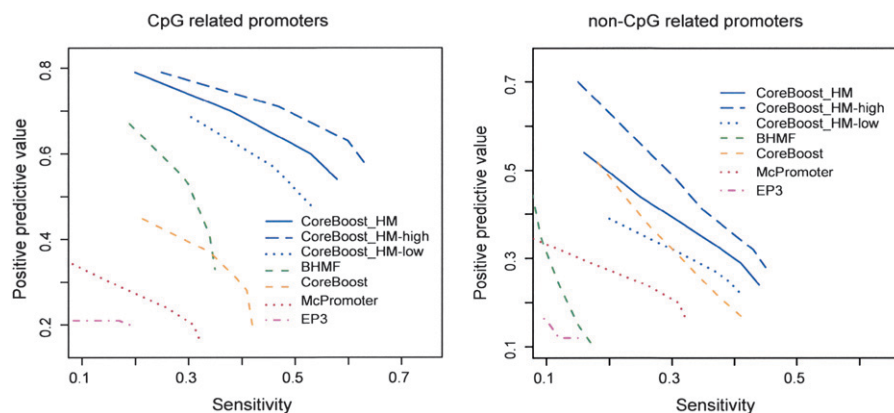 CpG related promoters
Positive predictive value
0.8
0.6
0.4
0.2
CoreBoost_HM
CoreBoost_HM-high
CoreBoost_HM-low
BHMF
CoreBoost
McPromoter
EP3
0.1
0.3
0.5
0.7
Sensitivity
non-CpG related promoters
Positive predictive value
0.7
0.5
0.3
0.1
CoreBoost_HM
CoreBoost_HM-high
CoreBoost_HM-low
BHMF
CoreBoost
McPromoter
EP3
0.1
0.3
0.5
Sensitivity